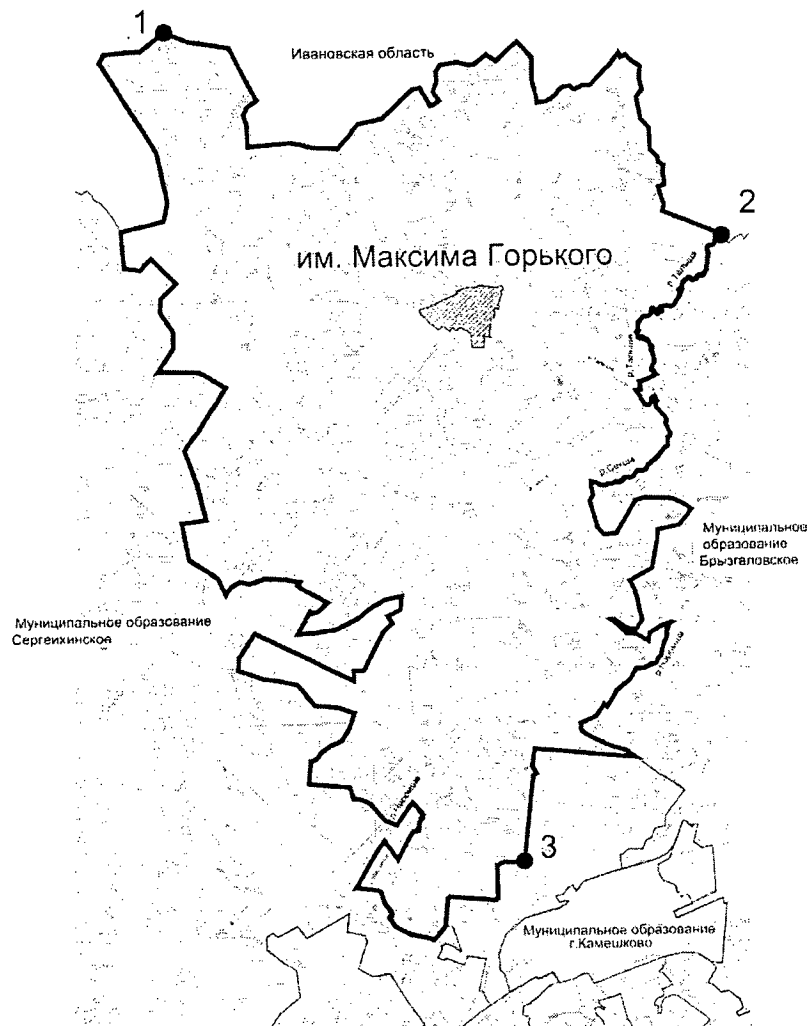 1
Ивановская область
2
им. Максима Горького
р.Тальша
р.Тальша
Муниципальное
образование
Брызгаловское
Муниципальное образование
Сергеихинское
3
Муниципальное образование
г.Камешково